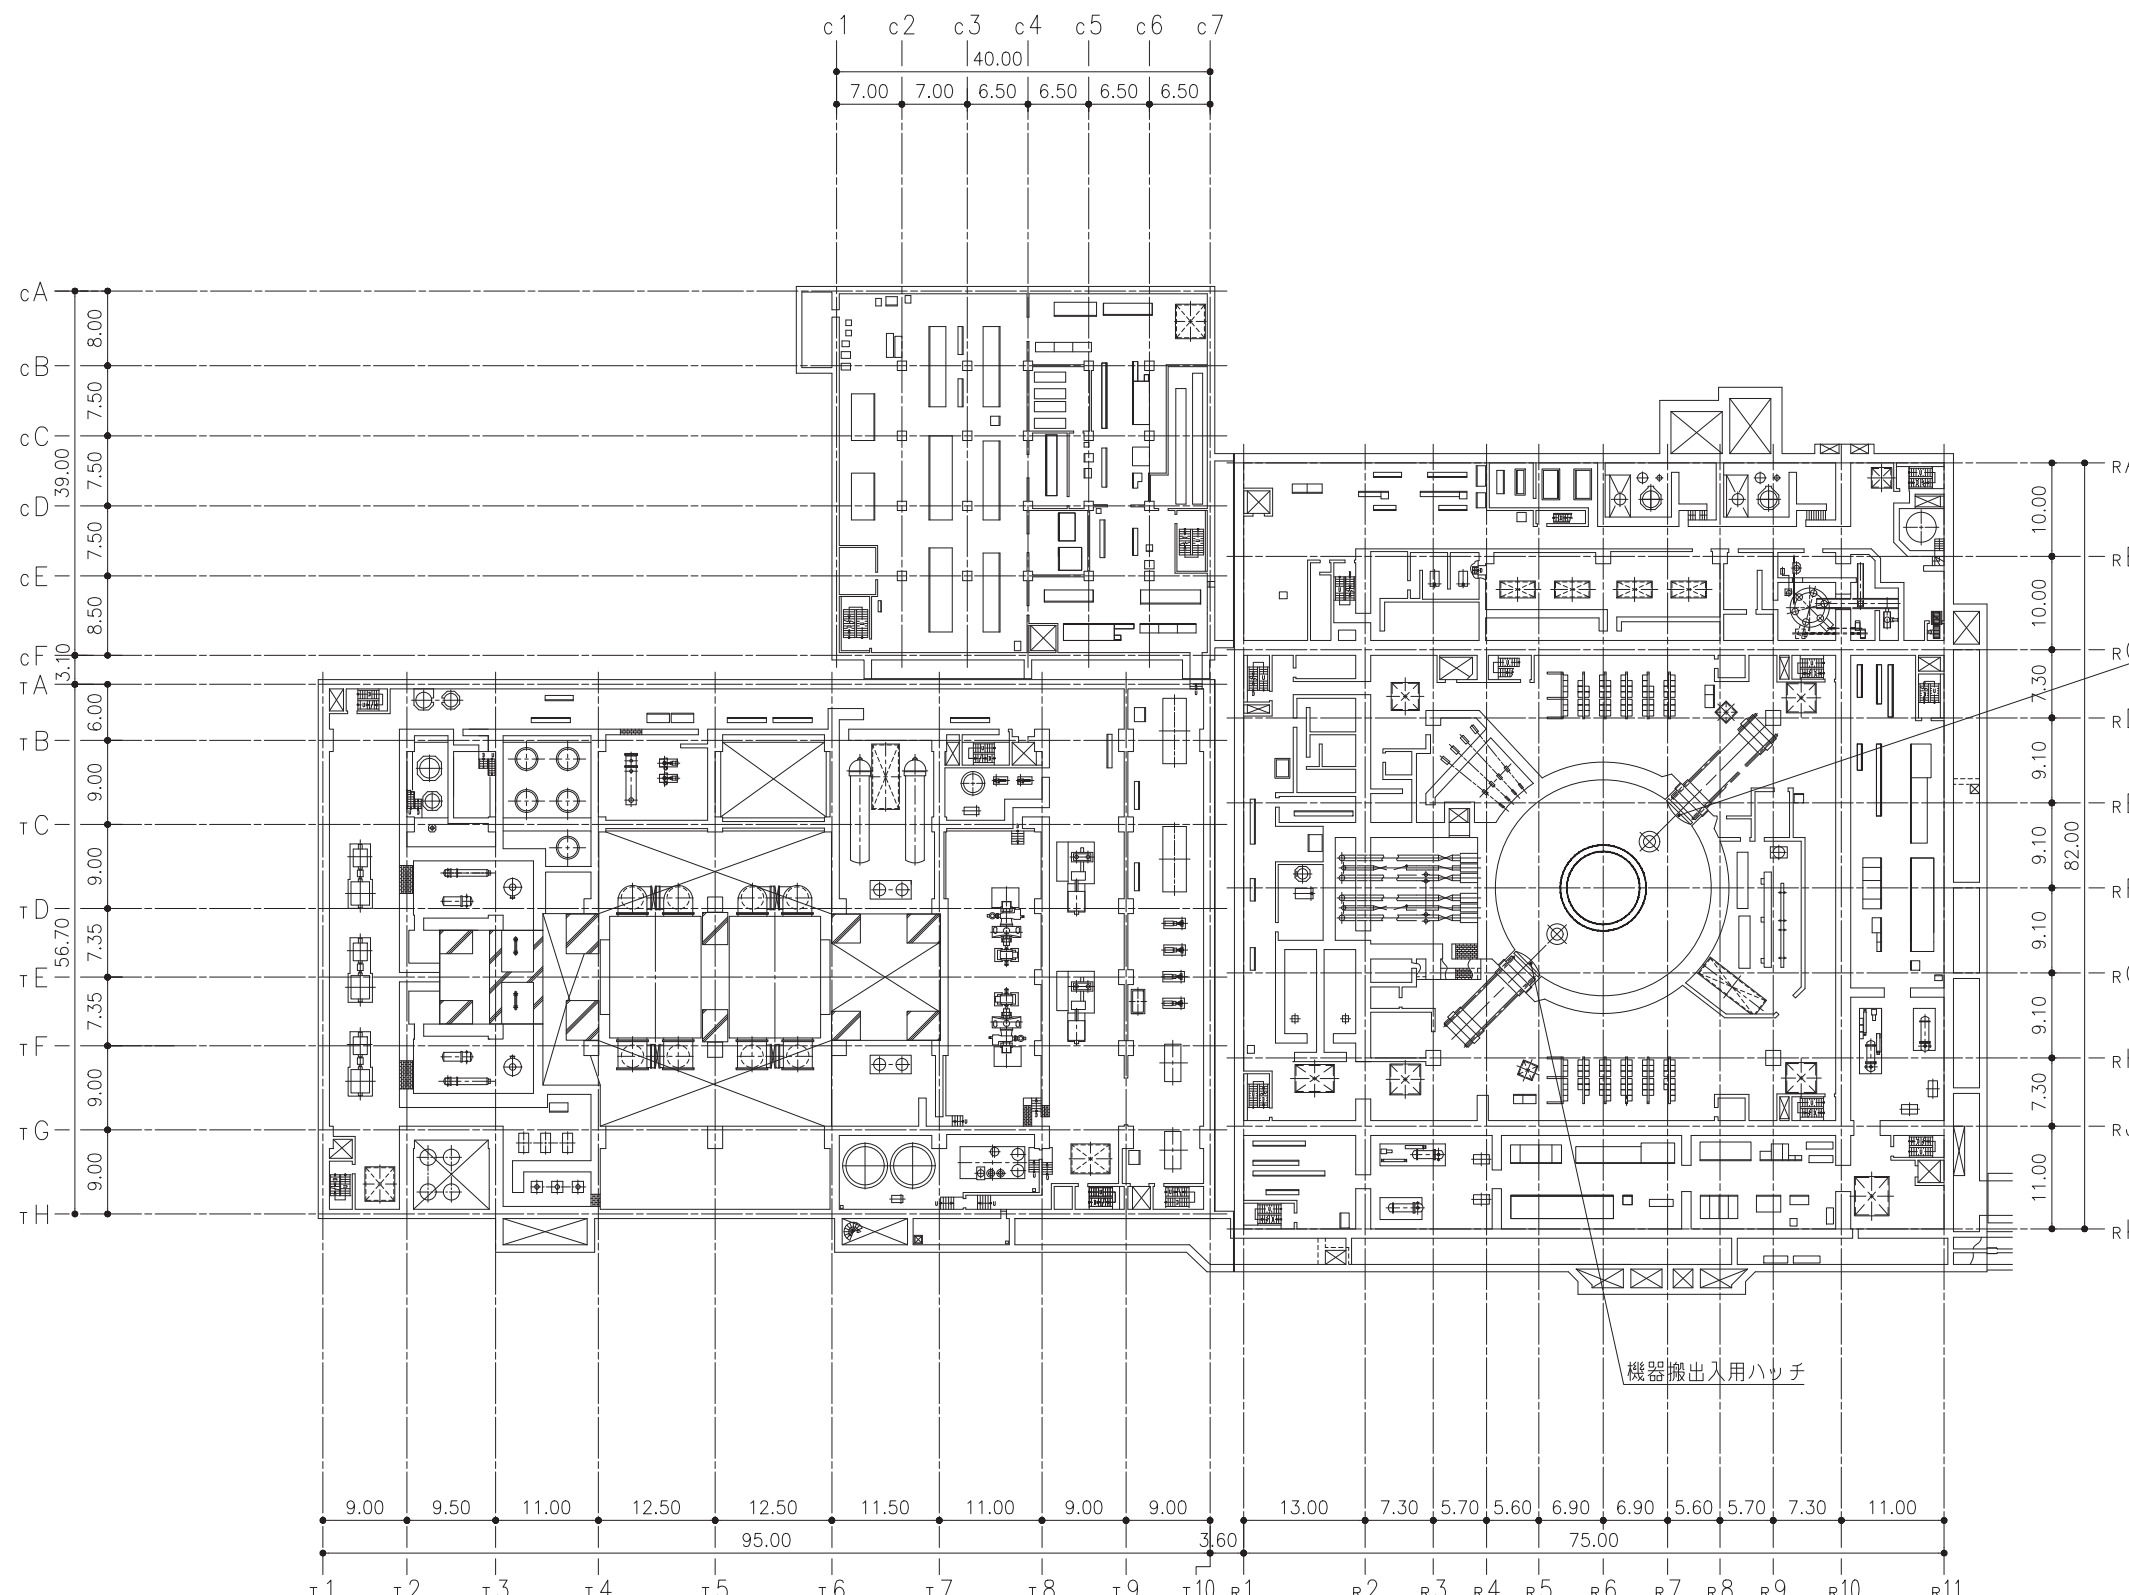 c1 c2 c3 c4 c5 c6 c7
40.00
7.00 7.00 6.50 6.50 6.50 6.50
cA
8.00
cB
7.50
cC
39.00
7.50
cD
7.50
cE
8.50
cF
3.10
TA
6.00
TB
9.00
TC
9.00
TD
56.70
7.35
TE
7.35
TF
9.00
TG
9.00
TH
RA
10.00
10.00
7.30
9.10
82.00
9.10
9.10
9.10
7.30
11.00
機器搬出入用ハッチ
9.00 9.50 11.00 12.50 12.50 11.50 11.00 9.00 9.00 13.00 7.30 5.70 5.60 6.90 6.90 5.60 5.70 7.30 11.00
95.00 3.60 75.00
T1 T2 T3 T4 T5 T6 T7 T8 T9 T10 R1 R2 R3 R4 R5 R6 R7 R8 R9 R10 R11